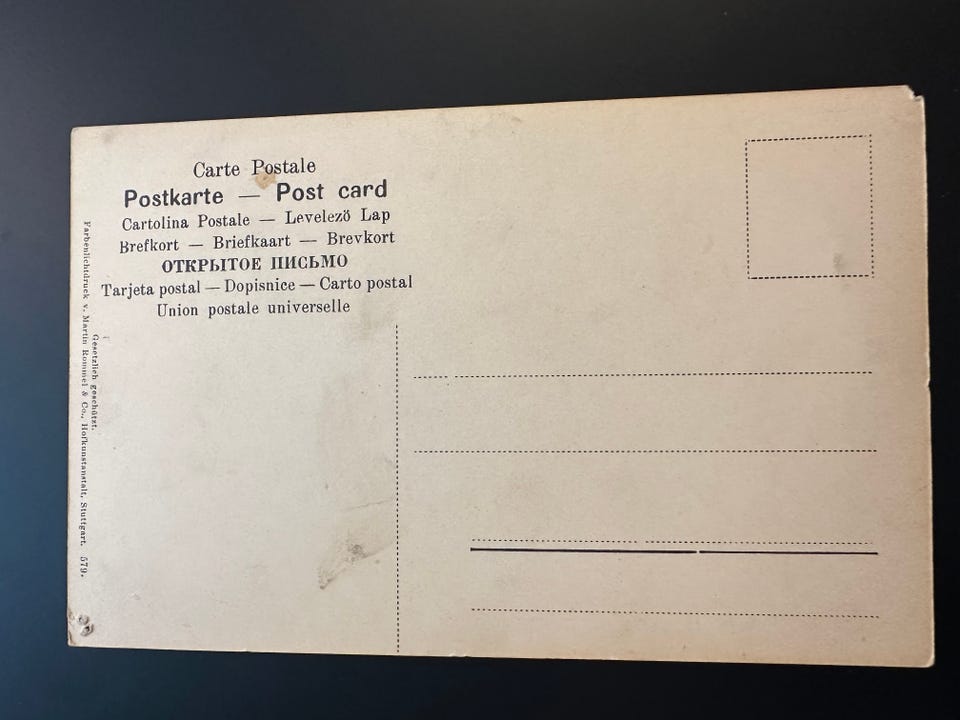 Carte Postale
Postkarte — Post card
Cartolina Postale — Levelezö Lap
Brefkort — Briefkaart — Brevkort
ОТКРЫТОЕ ПИСЬМО
Tarjeta postal — Dopisnice — Carto postal
Union postale universelle
Gesetzlich geschützt.
Farbenlichtdruck v. Martin Rommel & Co., Hofkunstanstalt, Stuttgart. 579.